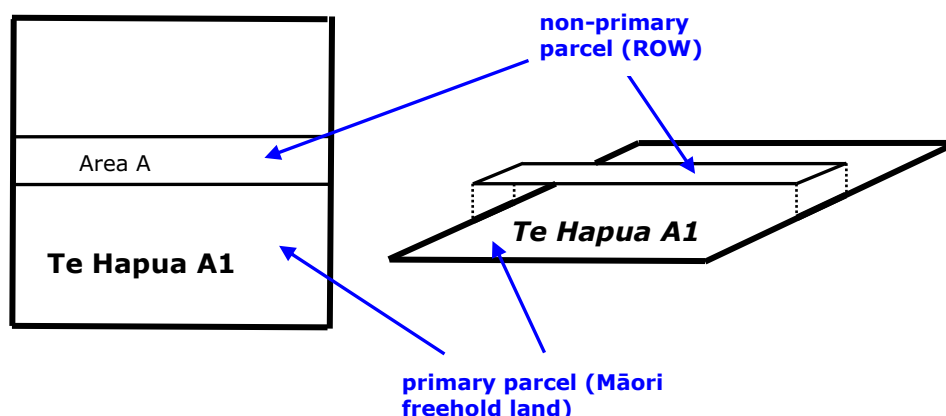 non-primary
parcel (ROW)
Area A
Te Hapua A1
Te Hapua A1
primary parcel (Māori
freehold land)